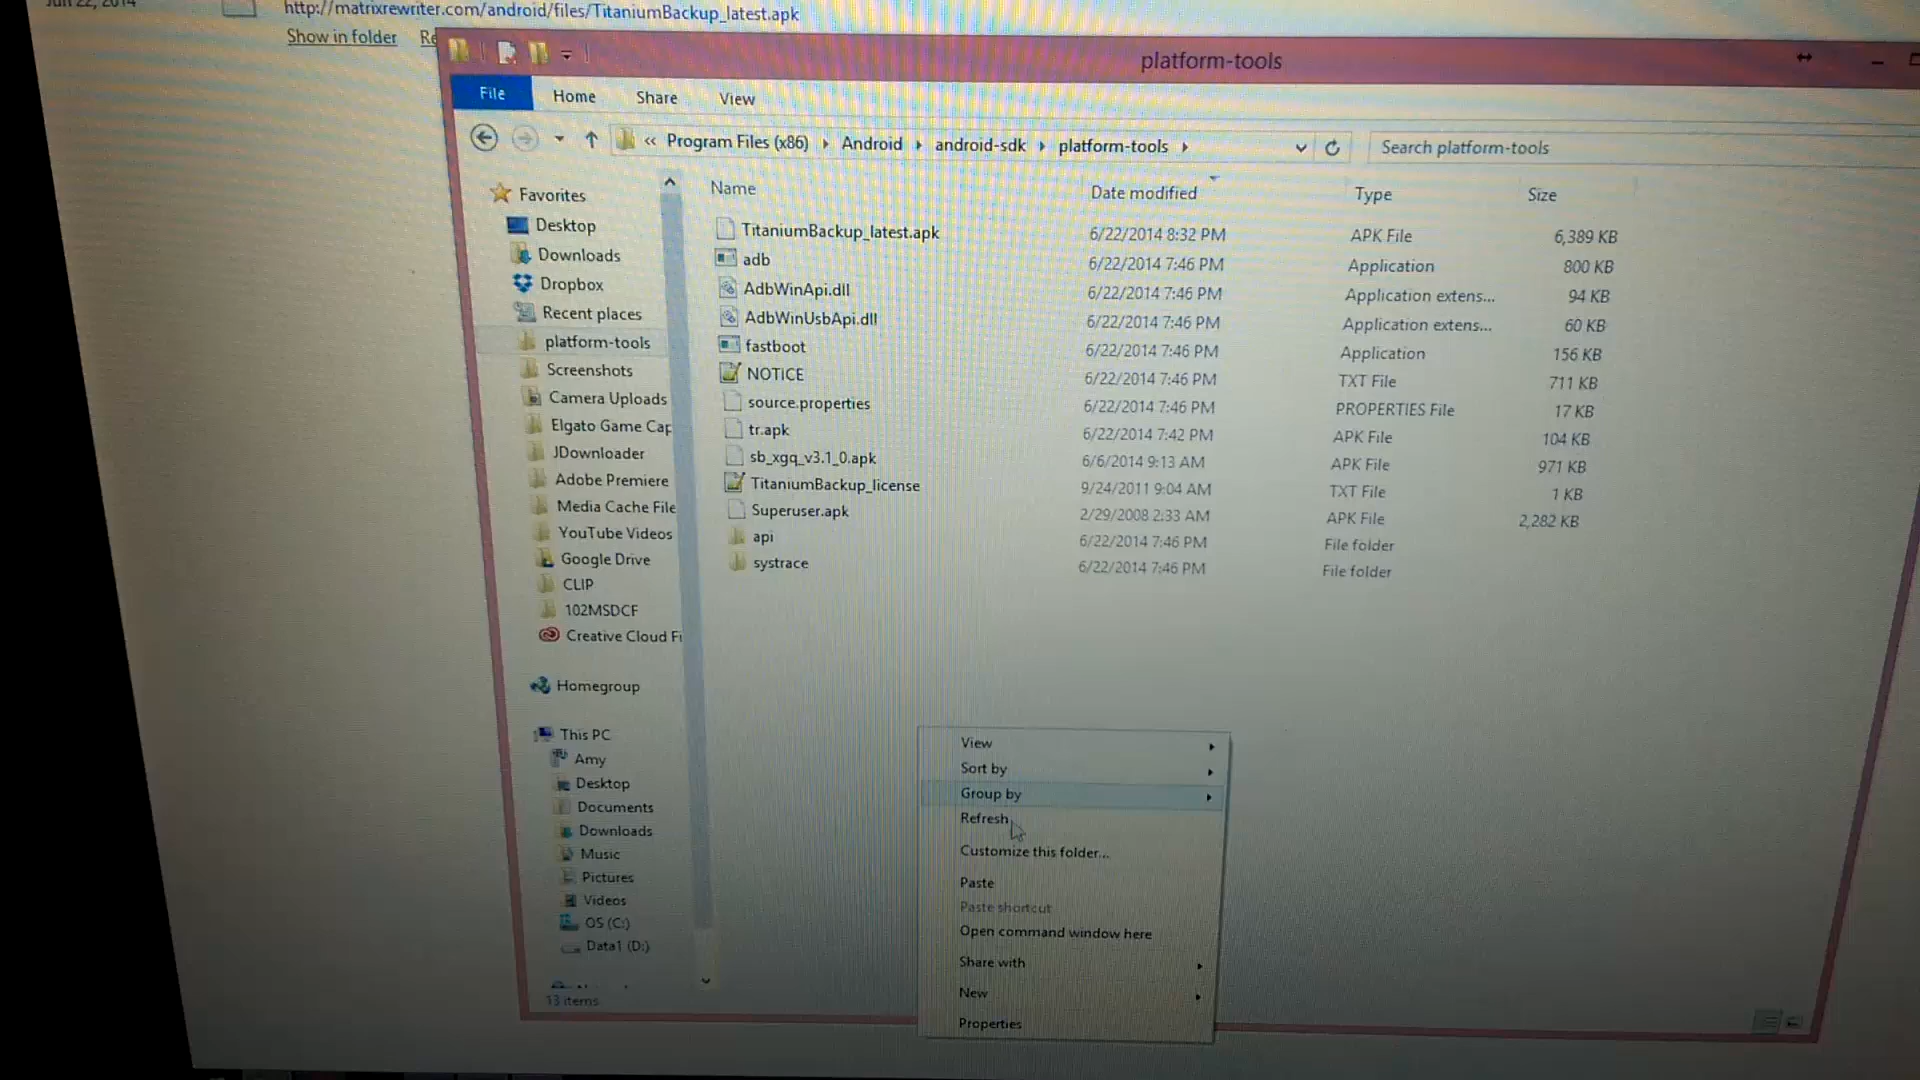 Jun 22, 2014
http://matrixrewriter.com/android/files/TitaniumBackup_latest.apk
Show in folder Re
platform-tools
File Home Share View
« Program Files (x86) Android android-sdk platform-tools Search platform-tools
Name Date modified Type Size
TitaniumBackup_latest.apk 6/22/2014 8:32 PM APK File 6,389 KB
adb 6/22/2014 7:46 PM Application 800 KB
AdbWinApi.dll 6/22/2014 7:46 PM Application extens... 94 KB
AdbWinUsbApi.dll 6/22/2014 7:46 PM Application extens... 60 KB
fastboot 6/22/2014 7:46 PM Application 156 KB
NOTICE 6/22/2014 7:46 PM TXT File 711 KB
source.properties 6/22/2014 7:46 PM PROPERTIES File 17 KB
tr.apk 6/22/2014 7:42 PM APK File 104 KB
sb_xgq_v3.1_0.apk 6/6/2014 9:13 AM APK File 971 KB
TitaniumBackup_license 9/24/2011 9:04 AM TXT File 1 KB
Superuser.apk 2/29/2008 2:33 AM APK File 2,282 KB
api 6/22/2014 7:46 PM File folder
systrace 6/22/2014 7:46 PM File folder
Favorites
Desktop
Downloads
Dropbox
Recent places
platform-tools
Screenshots
Camera Uploads
Elgato Game Cap
JDownloader
Adobe Premiere
Media Cache File
YouTube Videos
Google Drive
CLIP
102MSDCF
Creative Cloud Fi
Homegroup
This PC
Amy
Desktop
Documents
Downloads
Music
Pictures
Videos
OS (C:)
Data1 (D:)
13 items
View
Sort by
Group by
Refresh
Customize this folder...
Paste
Paste shortcut
Open command window here
Share with
New
Properties